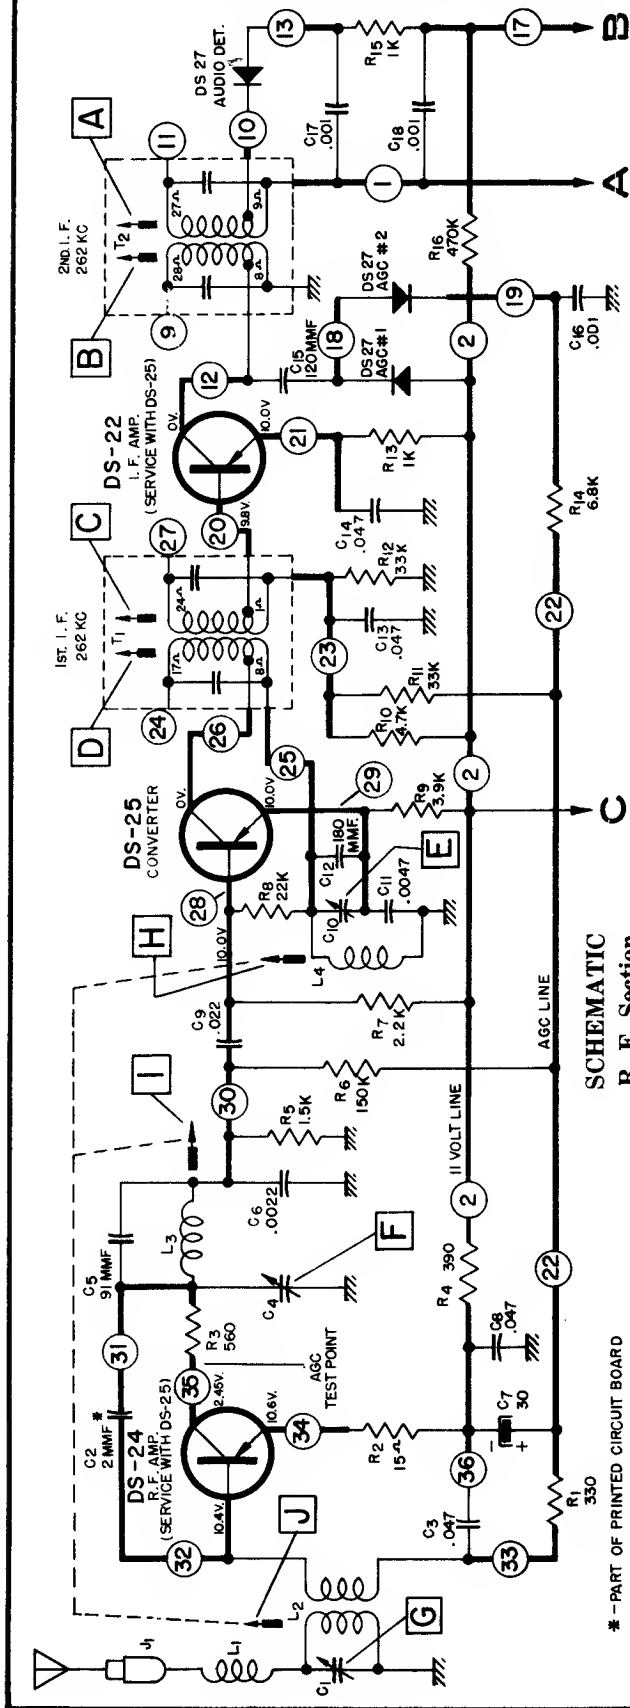 J1
L1
C1
G
L2
J
32
C2
2 MMF *
DS-24
R. F. AMP.
(SERVICE WITH DS-25)
10.4V.
2.45V.
10.6V.
34
35
AGC
TEST POINT
R3
560
31
C5
91 MMF
L3
C4
F
I
C6
.0022
R5
1.5K
30
C9
.022
R6
150K
R7
2.2K
H
L4
28
10.0V.
R8
22K
C10
C12
180
MMF.
C11
.0047
E
29
R9
3.9K
DS-25
CONVERTER
0V.
10.0V
26
25
24
D
1ST. I. F.
262 KC
T1
17Ω
8Ω
24Ω
1Ω
C
27
23
R10
4.7K
R11
33K
C13
.047
R12
33K
20
9.8V.
DS-22
I. F. AMP.
(SERVICE WITH DS-25)
0V.
10.0V.
12
21
C14
.047
R13
1K
C15
120MMF
18
DS27
AGC #1
DS27
AGC #2
19
C16
.001
9
B
2ND. I. F.
262 KC
T2
28Ω
8Ω
27Ω
9Ω
A
11
10
DS 27
AUDIO DET.
13
R15
1K
C17
.001
C18
.001
1
17
B
A
R16
470K
2
2
C
2
11 VOLT LINE
R4 390
C8
.047
R2
15Ω
36
C7
30
-
+
C3
.047
33
R1
330
22
AGC LINE
22
R14
6.8K
* - PART OF PRINTED CIRCUIT BOARD
SCHEMATIC
R. F. Section